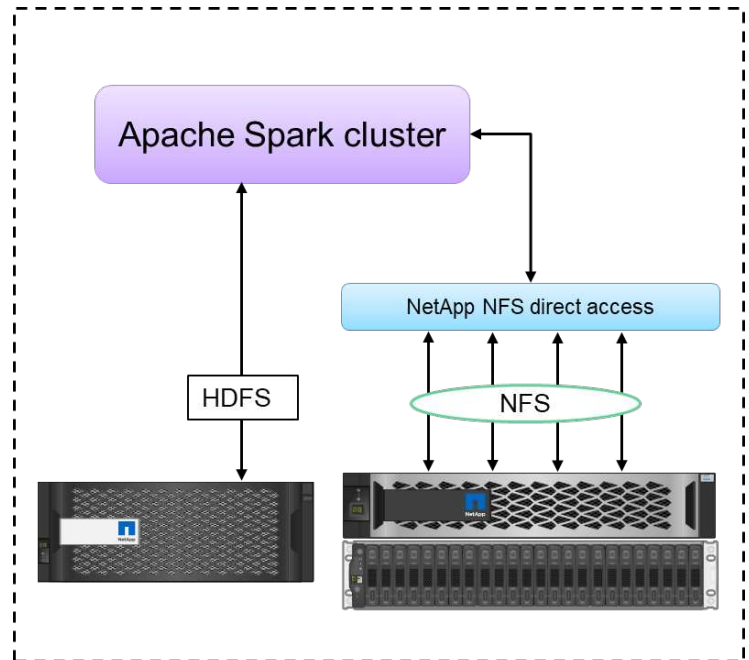 Apache Spark cluster
NetApp NFS direct access
HDFS
NFS
NetApp
NetApp